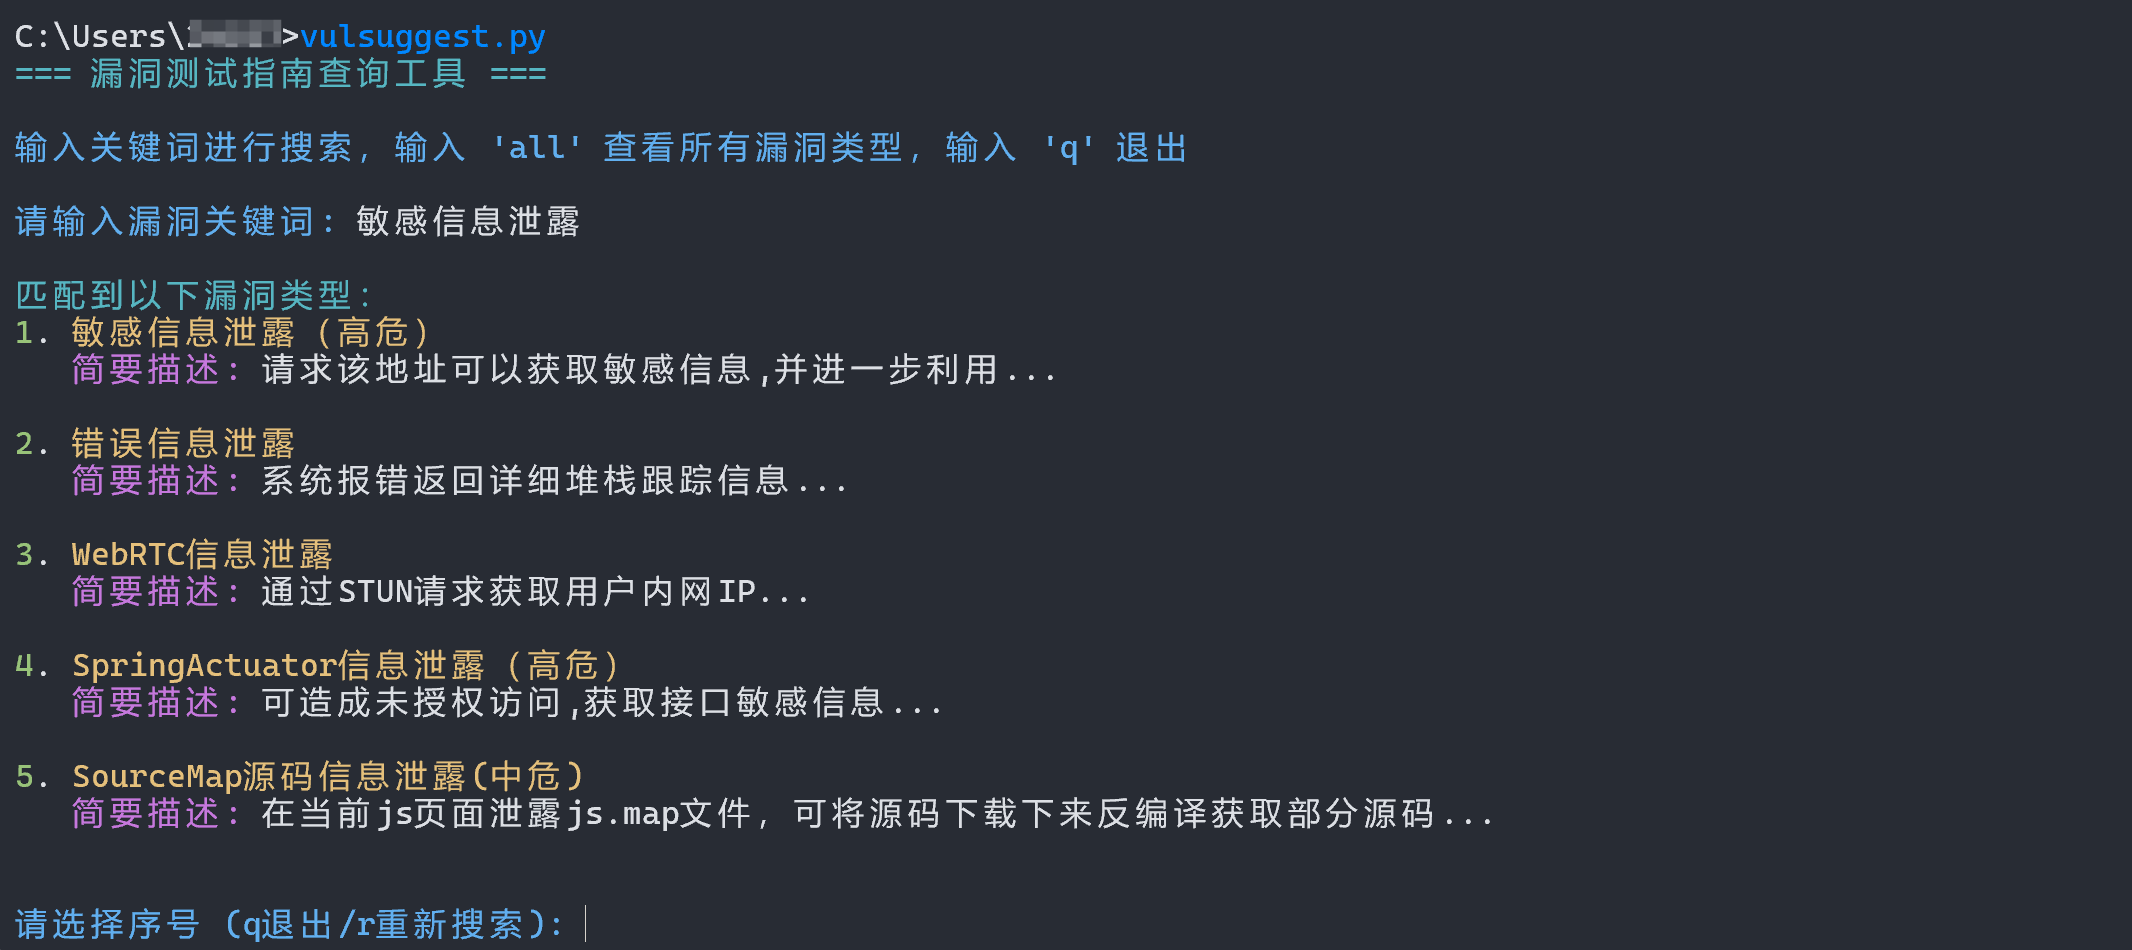 C:\Users\>vulsuggest.py
=== 漏洞测试指南查询工具 ===
输入关键词进行搜索, 输入 'all' 查看所有漏洞类型, 输入 'q' 退出
请输入漏洞关键词: 敏感信息泄露
匹配到以下漏洞类型:
1. 敏感信息泄露 (高危)
简要描述: 请求该地址可以获取敏感信息,并进一步利用...
2. 错误信息泄露
简要描述: 系统报错返回详细堆栈跟踪信息...
3. WebRTC信息泄露
简要描述: 通过STUN请求获取用户内网IP...
4. SpringActuator信息泄露 (高危)
简要描述: 可造成未授权访问,获取接口敏感信息...
5. SourceMap源码信息泄露(中危)
简要描述: 在当前js页面泄露js.map文件, 可将源码下载下来反编译获取部分源码...
请选择序号 (q退出/r重新搜索):